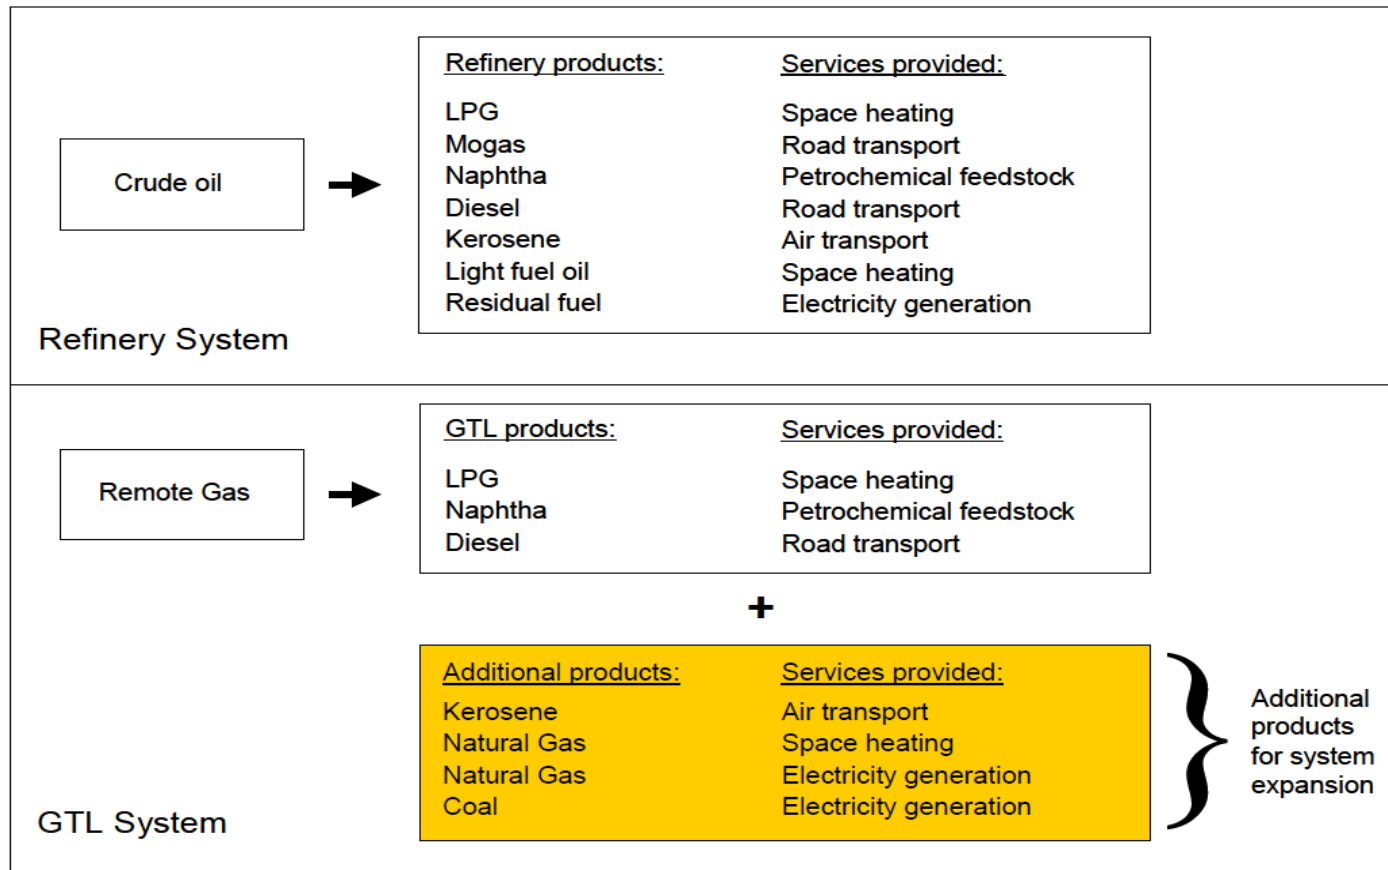 Refinery products: Services provided:
LPG Space heating
Mogas Road transport
Crude oil
Naphtha Petrochemical feedstock
Diesel Road transport
Kerosene Air transport
Light fuel oil Space heating
Residual fuel Electricity generation
Refinery System
GTL products: Services provided:
Remote Gas
LPG Space heating
Naphtha Petrochemical feedstock
Diesel Road transport
+
Additional products: Services provided:
Kerosene Air transport
Natural Gas Space heating
Natural Gas Electricity generation
Coal Electricity generation
Additional
products
for system
expansion
GTL System